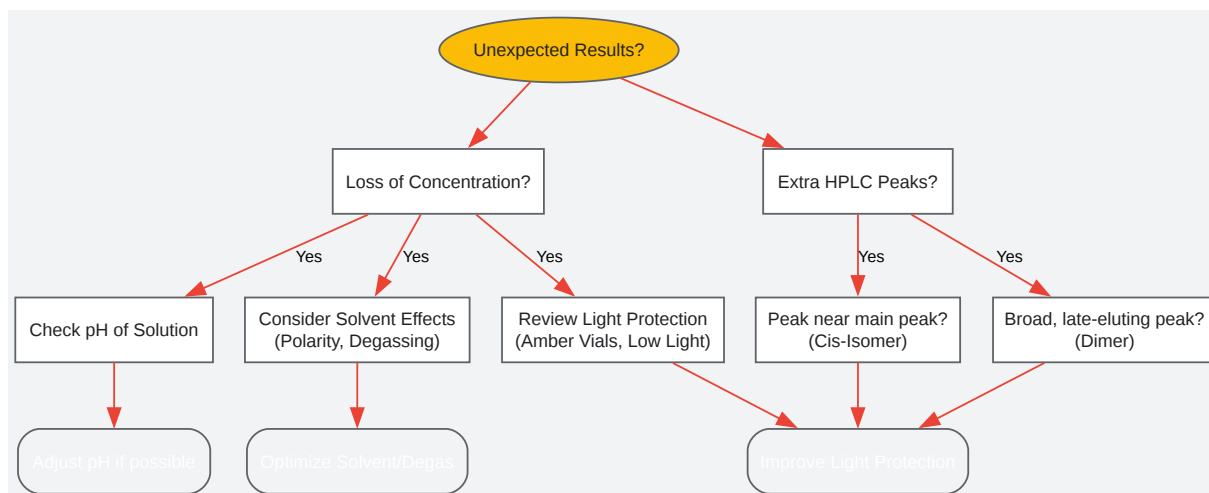 Unexpected Results?
Loss of Concentration?
Extra HPLC Peaks?
Yes
Yes
Yes
Yes
Yes
Check pH of Solution
Consider Solvent Effects
(Polarity, Degassing)
Review Light Protection
(Amber Vials, Low Light)
Peak near main peak?
(Cis-Isomer)
Broad, late-eluting peak?
(Dimer)
Adjust pH if possible
Optimize Solvent/Degas
Improve Light Protection